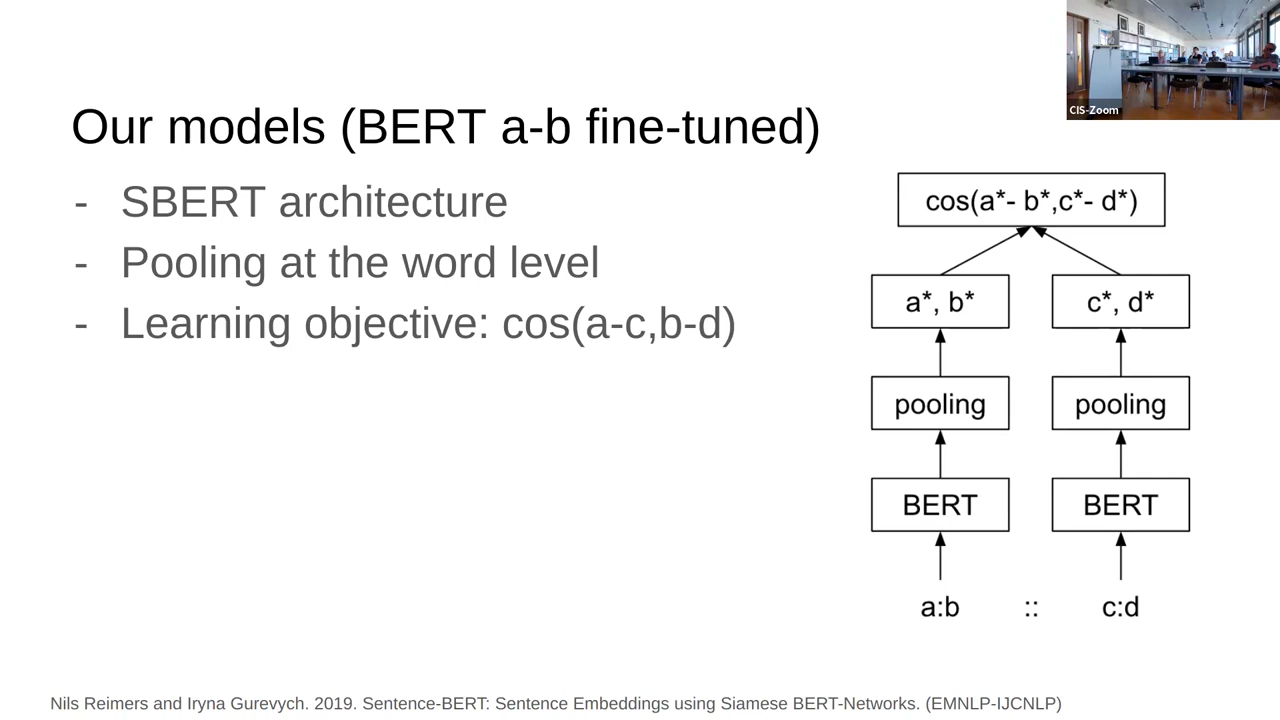 CIS-Zoom
Our models (BERT a-b fine-tuned)
- SBERT architecture
- Pooling at the word level
- Learning objective: cos(a-c,b-d)
cos(a*- b*,c*- d*)
a*, b*
c*, d*
pooling
pooling
BERT
BERT
a:b :: c:d
Nils Reimers and Iryna Gurevych. 2019. Sentence-BERT: Sentence Embeddings using Siamese BERT-Networks. (EMNLP-IJCNLP)